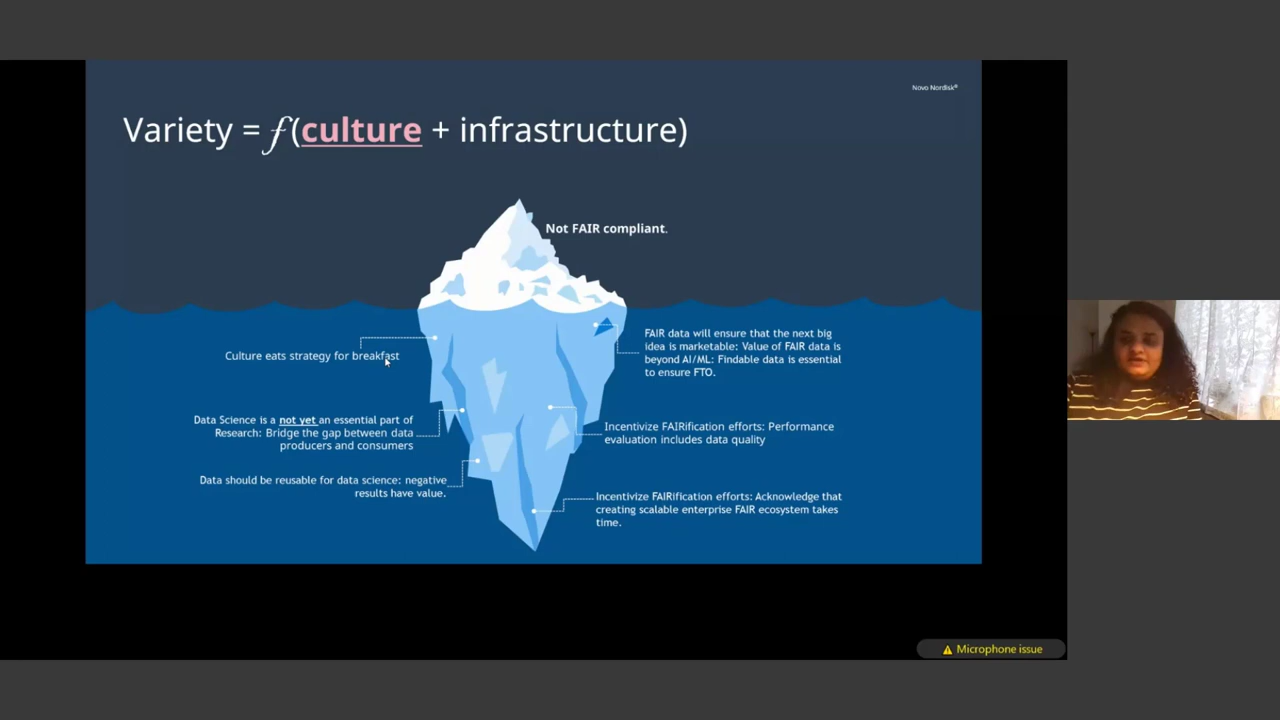 Novo Nordisk®
Variety = f(culture + infrastructure)
Not FAIR compliant.
Culture eats strategy for breakfast
Data Science is a not yet an essential part of
Research: Bridge the gap between data
producers and consumers
Data should be reusable for data science: negative
results have value.
FAIR data will ensure that the next big
idea is marketable: Value of FAIR data is
beyond AI/ML: Findable data is essential
to ensure FTO.
Incentivize FAIRification efforts: Performance
evaluation includes data quality
Incentivize FAIRification efforts: Acknowledge that
creating scalable enterprise FAIR ecosystem takes
time.
Microphone issue